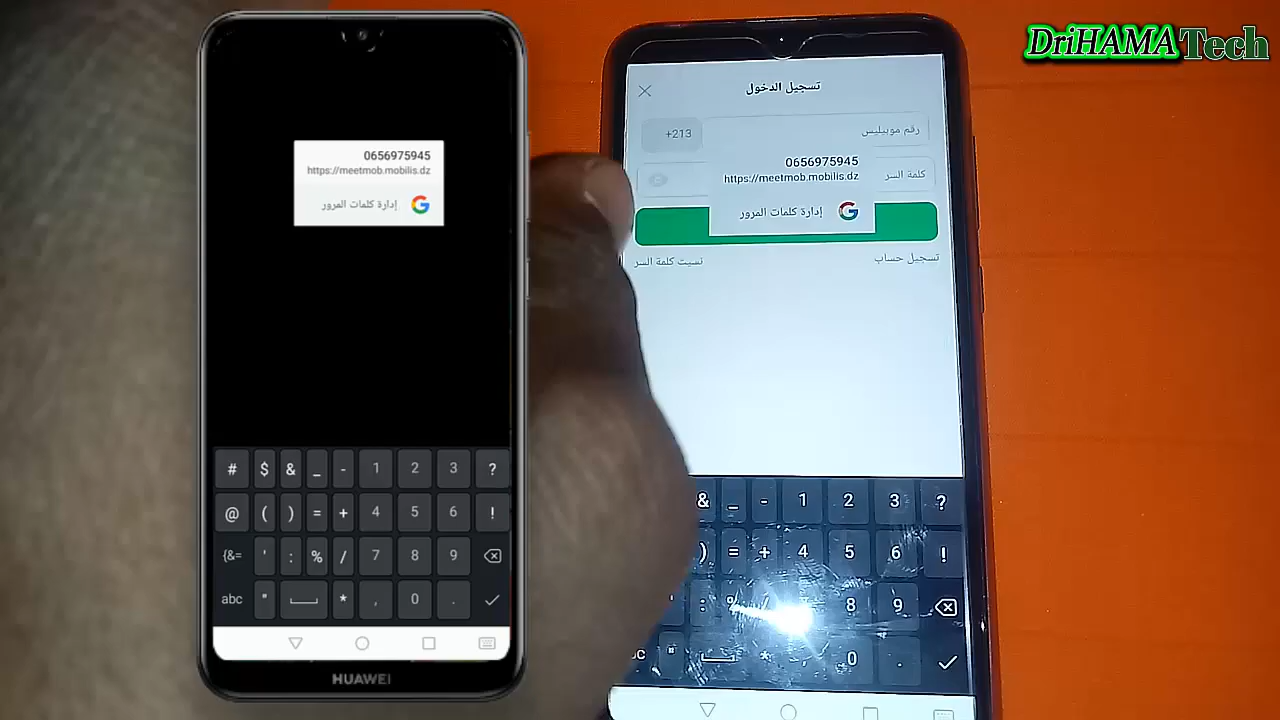 DriHAMA Tech
0656975945
https://meetmob.mobilis.dz
إدارة كلمات المرور
# $ & _ - 1 2 3 ?
@ ( ) = + 4 5 6 !
{&= ' : % / 7 8 9
abc " * , 0 .
HUAWEI
تسجيل الدخول
+213
رقم موبيليس
0656975945
https://meetmob.mobilis.dz
كلمة السر
إدارة كلمات المرور
نسيت كلمة السر
تسجيل حساب
& _ - 1 2 3 ?
) = + 4 5 6 !
' : % 8 9
" * 0 .